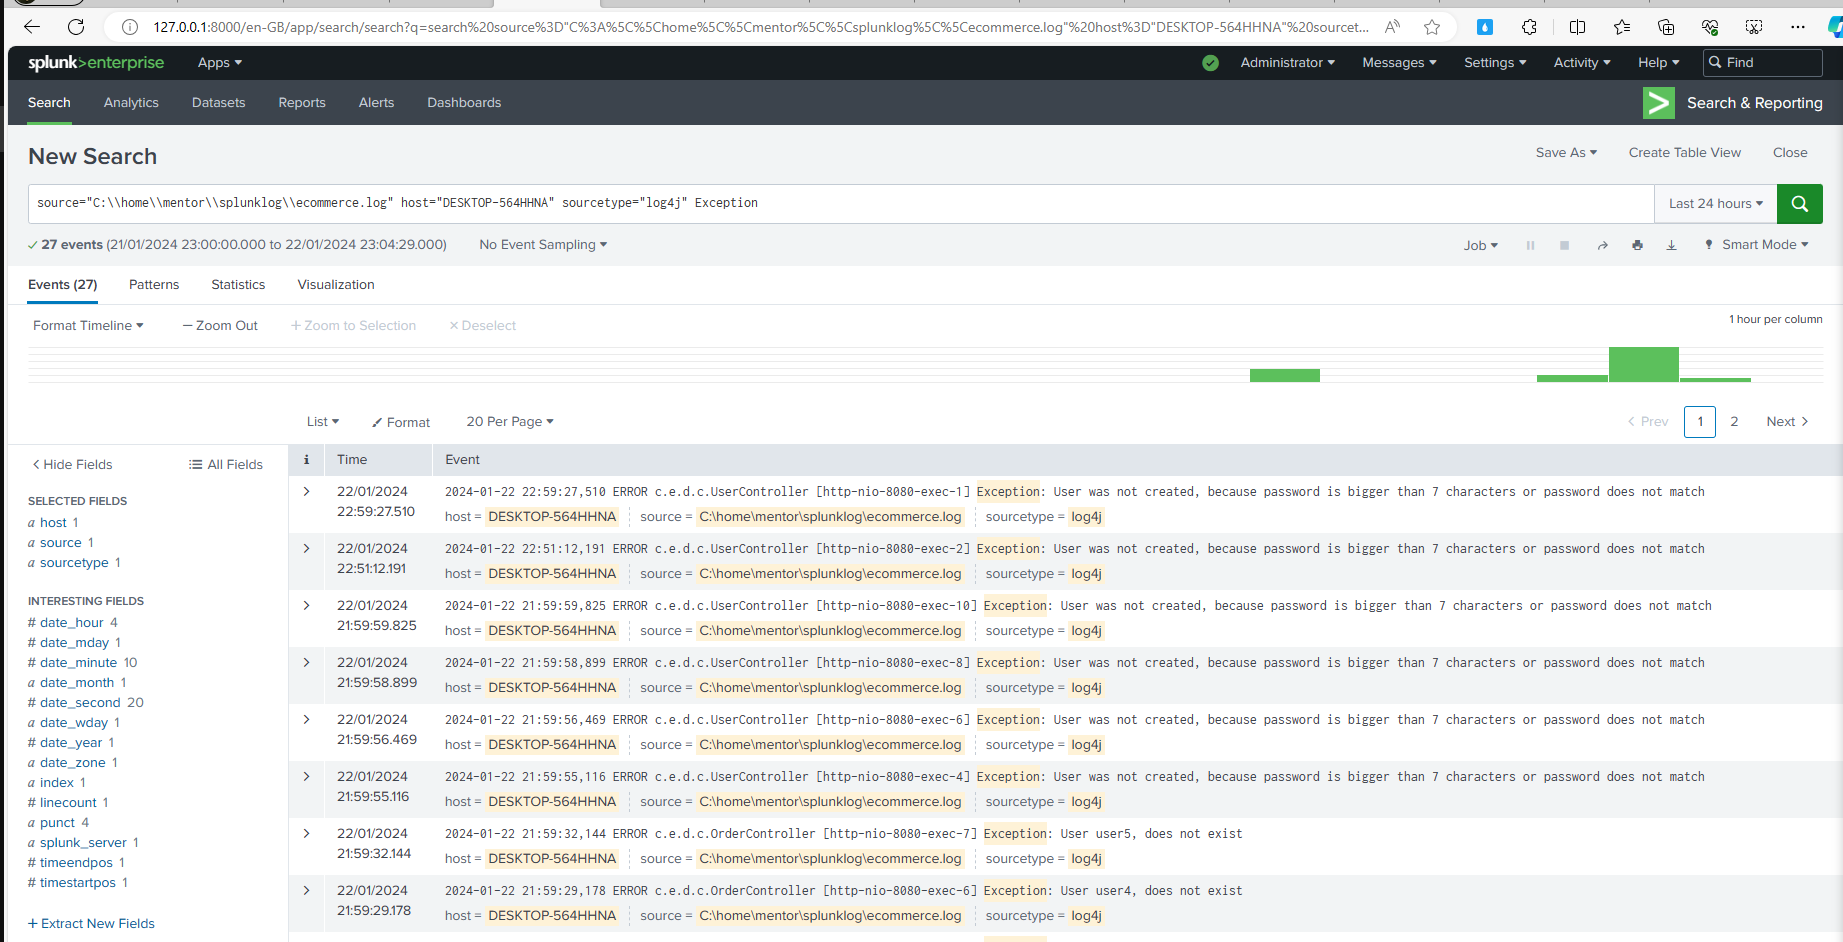 127.0.0.1:8000/en-GB/app/search/search?q=search%20source%3D"C%3A%5C%5Chome%5C%5Cmentor%5C%5Csplunklog%5C%5Cecommerce.log"%20host%3D"DESKTOP-564HHNA"%20sourcet...
splunk>enterprise Apps Administrator Messages Settings Activity Help Find
Search Analytics Datasets Reports Alerts Dashboards Search & Reporting
New Search Save As Create Table View Close
source="C:\\home\\mentor\\splunklog\\ecommerce.log" host="DESKTOP-564HHNA" sourcetype="log4j" Exception Last 24 hours
✓ 27 events (21/01/2024 23:00:00.000 to 22/01/2024 23:04:29.000) No Event Sampling Job Smart Mode
Events (27) Patterns Statistics Visualization
Format Timeline — Zoom Out + Zoom to Selection × Deselect 1 hour per column
List Format 20 Per Page < Prev 1 2 Next >
< Hide Fields All Fields
SELECTED FIELDS
a host 1
a source 1
a sourcetype 1
INTERESTING FIELDS
# date_hour 4
# date_mday 1
# date_minute 10
a date_month 1
# date_second 20
a date_wday 1
# date_year 1
a date_zone 1
a index 1
# linecount 1
a punct 4
a splunk_server 1
# timeendpos 1
# timestartpos 1
+ Extract New Fields
i Time Event
> 22/01/2024 22:59:27.510
2024-01-22 22:59:27,510 ERROR c.e.d.c.UserController [http-nio-8080-exec-1] Exception: User was not created, because password is bigger than 7 characters or password does not match
host = DESKTOP-564HHNA source = C:\home\mentor\splunklog\ecommerce.log sourcetype = log4j
> 22/01/2024 22:51:12.191
2024-01-22 22:51:12,191 ERROR c.e.d.c.UserController [http-nio-8080-exec-2] Exception: User was not created, because password is bigger than 7 characters or password does not match
host = DESKTOP-564HHNA source = C:\home\mentor\splunklog\ecommerce.log sourcetype = log4j
> 22/01/2024 21:59:59.825
2024-01-22 21:59:59,825 ERROR c.e.d.c.UserController [http-nio-8080-exec-10] Exception: User was not created, because password is bigger than 7 characters or password does not match
host = DESKTOP-564HHNA source = C:\home\mentor\splunklog\ecommerce.log sourcetype = log4j
> 22/01/2024 21:59:58.899
2024-01-22 21:59:58,899 ERROR c.e.d.c.UserController [http-nio-8080-exec-8] Exception: User was not created, because password is bigger than 7 characters or password does not match
host = DESKTOP-564HHNA source = C:\home\mentor\splunklog\ecommerce.log sourcetype = log4j
> 22/01/2024 21:59:56.469
2024-01-22 21:59:56,469 ERROR c.e.d.c.UserController [http-nio-8080-exec-6] Exception: User was not created, because password is bigger than 7 characters or password does not match
host = DESKTOP-564HHNA source = C:\home\mentor\splunklog\ecommerce.log sourcetype = log4j
> 22/01/2024 21:59:55.116
2024-01-22 21:59:55,116 ERROR c.e.d.c.UserController [http-nio-8080-exec-4] Exception: User was not created, because password is bigger than 7 characters or password does not match
host = DESKTOP-564HHNA source = C:\home\mentor\splunklog\ecommerce.log sourcetype = log4j
> 22/01/2024 21:59:32.144
2024-01-22 21:59:32,144 ERROR c.e.d.c.OrderController [http-nio-8080-exec-7] Exception: User user5, does not exist
host = DESKTOP-564HHNA source = C:\home\mentor\splunklog\ecommerce.log sourcetype = log4j
> 22/01/2024 21:59:29.178
2024-01-22 21:59:29,178 ERROR c.e.d.c.OrderController [http-nio-8080-exec-6] Exception: User user4, does not exist
host = DESKTOP-564HHNA source = C:\home\mentor\splunklog\ecommerce.log sourcetype = log4j